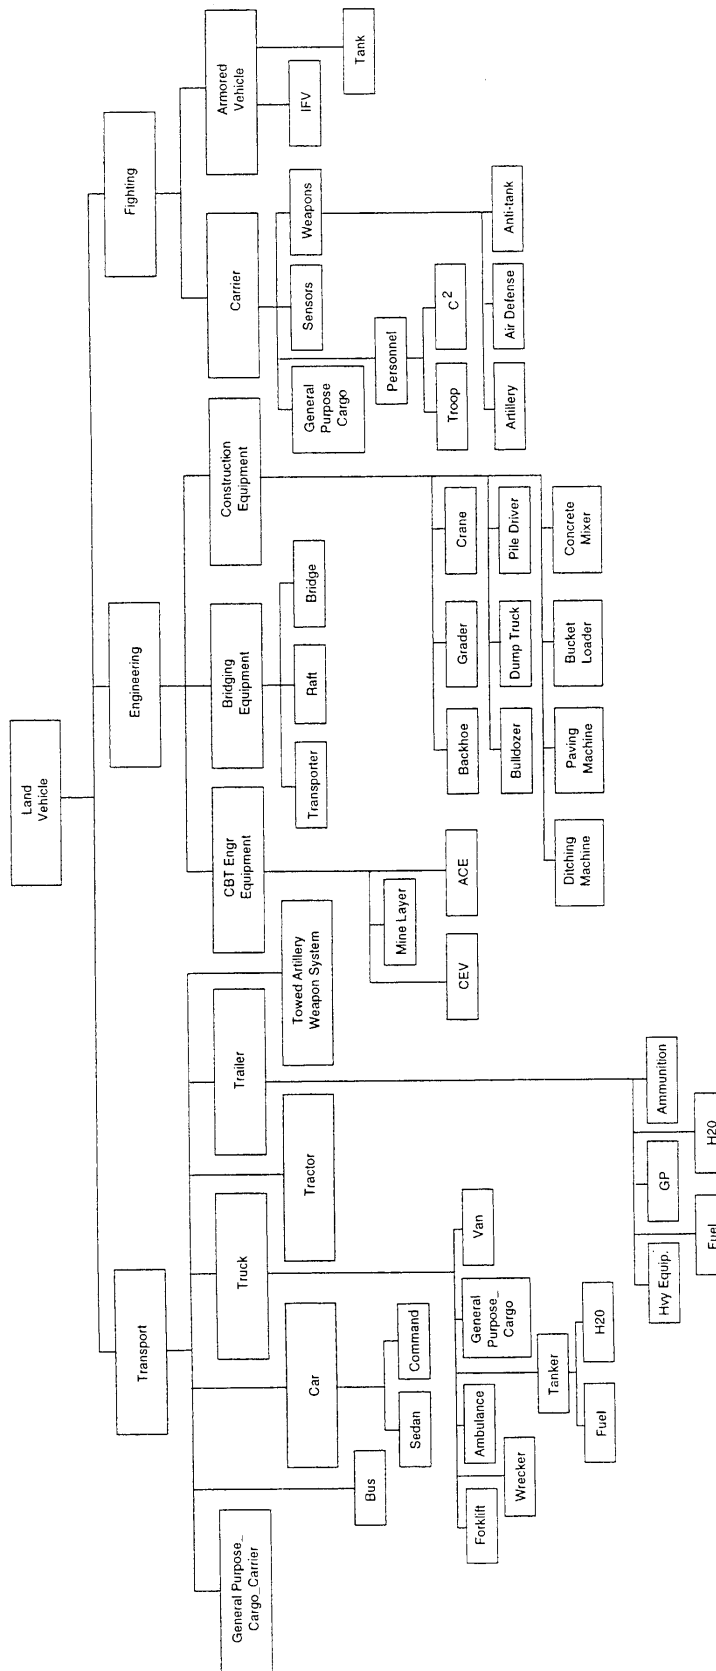 Land
Vehicle
Transport
Engineering
Fighting
General Purpose_
Cargo_Carrier
Bus
Car
Sedan
Command
Truck
Forklift
Wrecker
Ambulance
Tanker
Fuel
H20
General
Purpose_
Cargo
Van
Tractor
Trailer
Hvy Equip.
Fuel
GP
H20
Ammunition
Towed Artillery
Weapon System
CBT Engr
Equipment
CEV
Mine Layer
ACE
Bridging
Equipment
Transporter
Raft
Bridge
Construction
Equipment
Backhoe
Grader
Crane
Bulldozer
Dump Truck
Pile Driver
Ditching
Machine
Paving
Machine
Bucket
Loader
Concrete
Mixer
Carrier
General
Purpose
Cargo
Personnel
Troop
C2
Sensors
Weapons
Artillery
Air Defense
Anti-tank
Armored
Vehicle
IFV
Tank